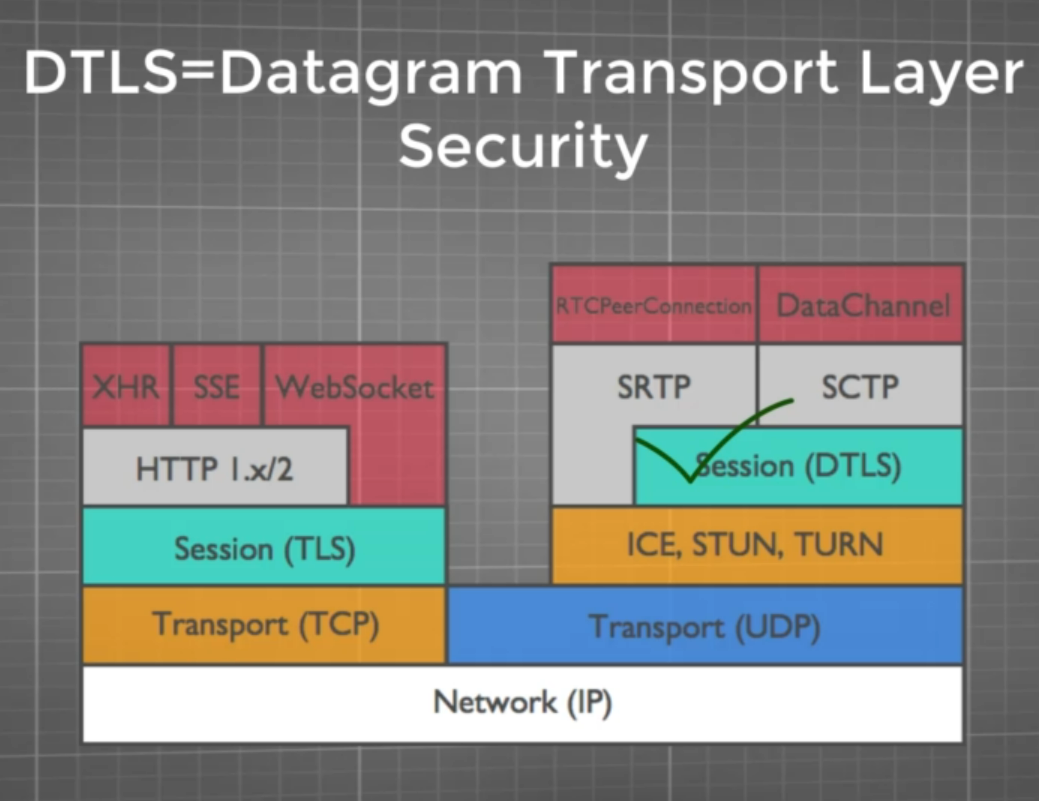 DTLS=Datagram Transport Layer
Security
RTCPeerConnection DataChannel
XHR SSE WebSocket SRTP SCTP
HTTP 1.x/2 Session (DTLS)
Session (TLS) ICE, STUN, TURN
Transport (TCP) Transport (UDP)
Network (IP)